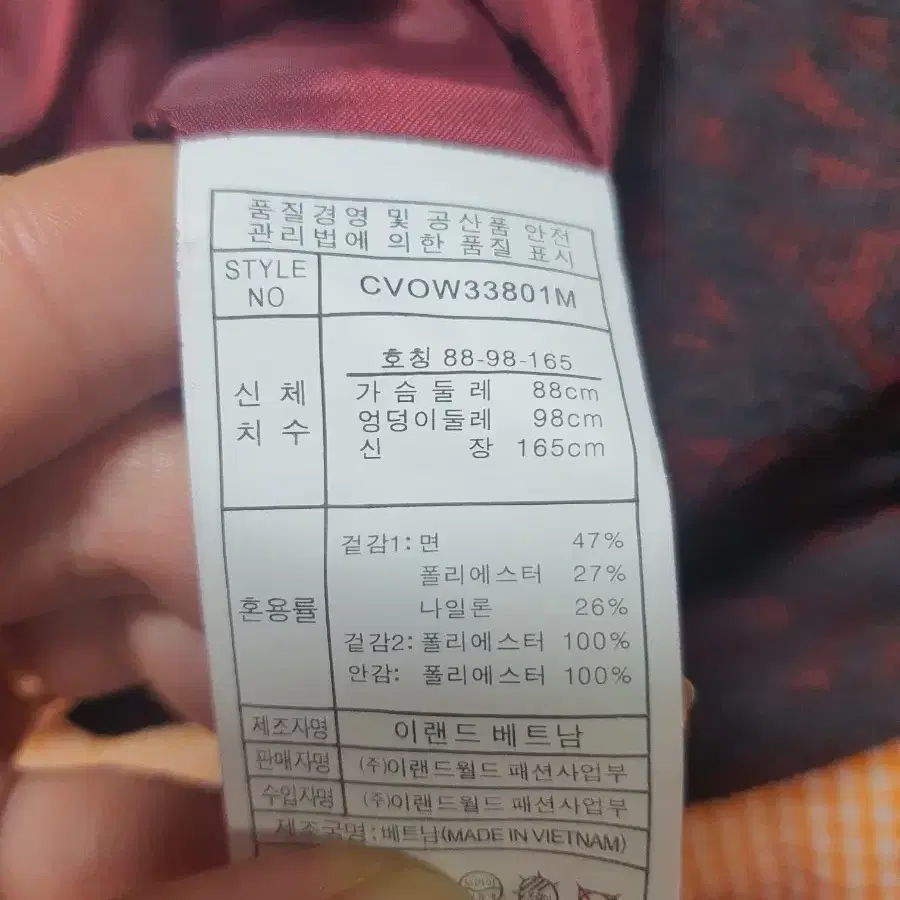 품질경영 및 공산품 안전
관리법에 의한 품질 표시
STYLE NO CVOW33801M
신체 치수
호칭 88-98-165
가슴둘레 88cm
엉덩이둘레 98cm
신장 165cm
혼용률
겉감1: 면 47%
폴리에스터 27%
나일론 26%
겉감2: 폴리에스터 100%
안감: 폴리에스터 100%
제조자명 이랜드 베트남
판매자명 (주)이랜드월드 패션사업부
수입자명 (주)이랜드월드 패션사업부
제조국명 : 베트남(MADE IN VIETNAM)
드라이